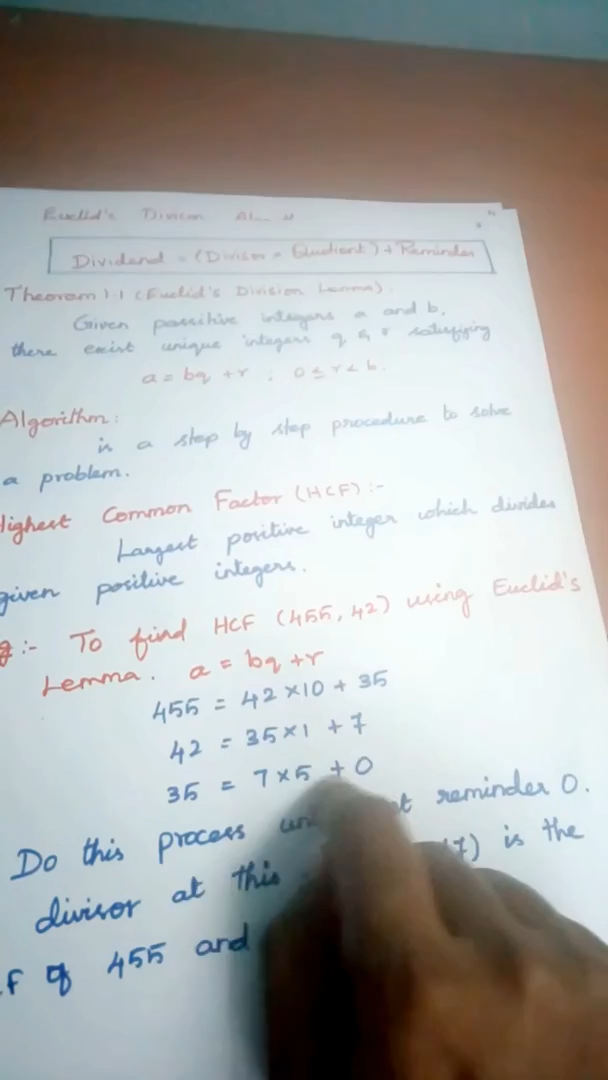 Euclid's Division
Dividend = (Divisor × Quotient) + Reminder
Theoram 1.1 (Euclid's Division Lemma).
Given possitive integers a and b,
there exist unique integers q & r satisfying
a = bq + r , 0 ≤ r < b.
Algorithm:
is a step by step procedure to solve
a problem.
Highest Common Factor (HCF) :-
Largest positive integer which divides
given positive integers.
g:- To find HCF (455, 42) using Euclid's
Lemma. a = bq + r
455 = 42 × 10 + 35
42 = 35 × 1 + 7
35 = 7 × 5 + 0
Do this process reminder 0.
divisor at this (7) is the
F of 455 and